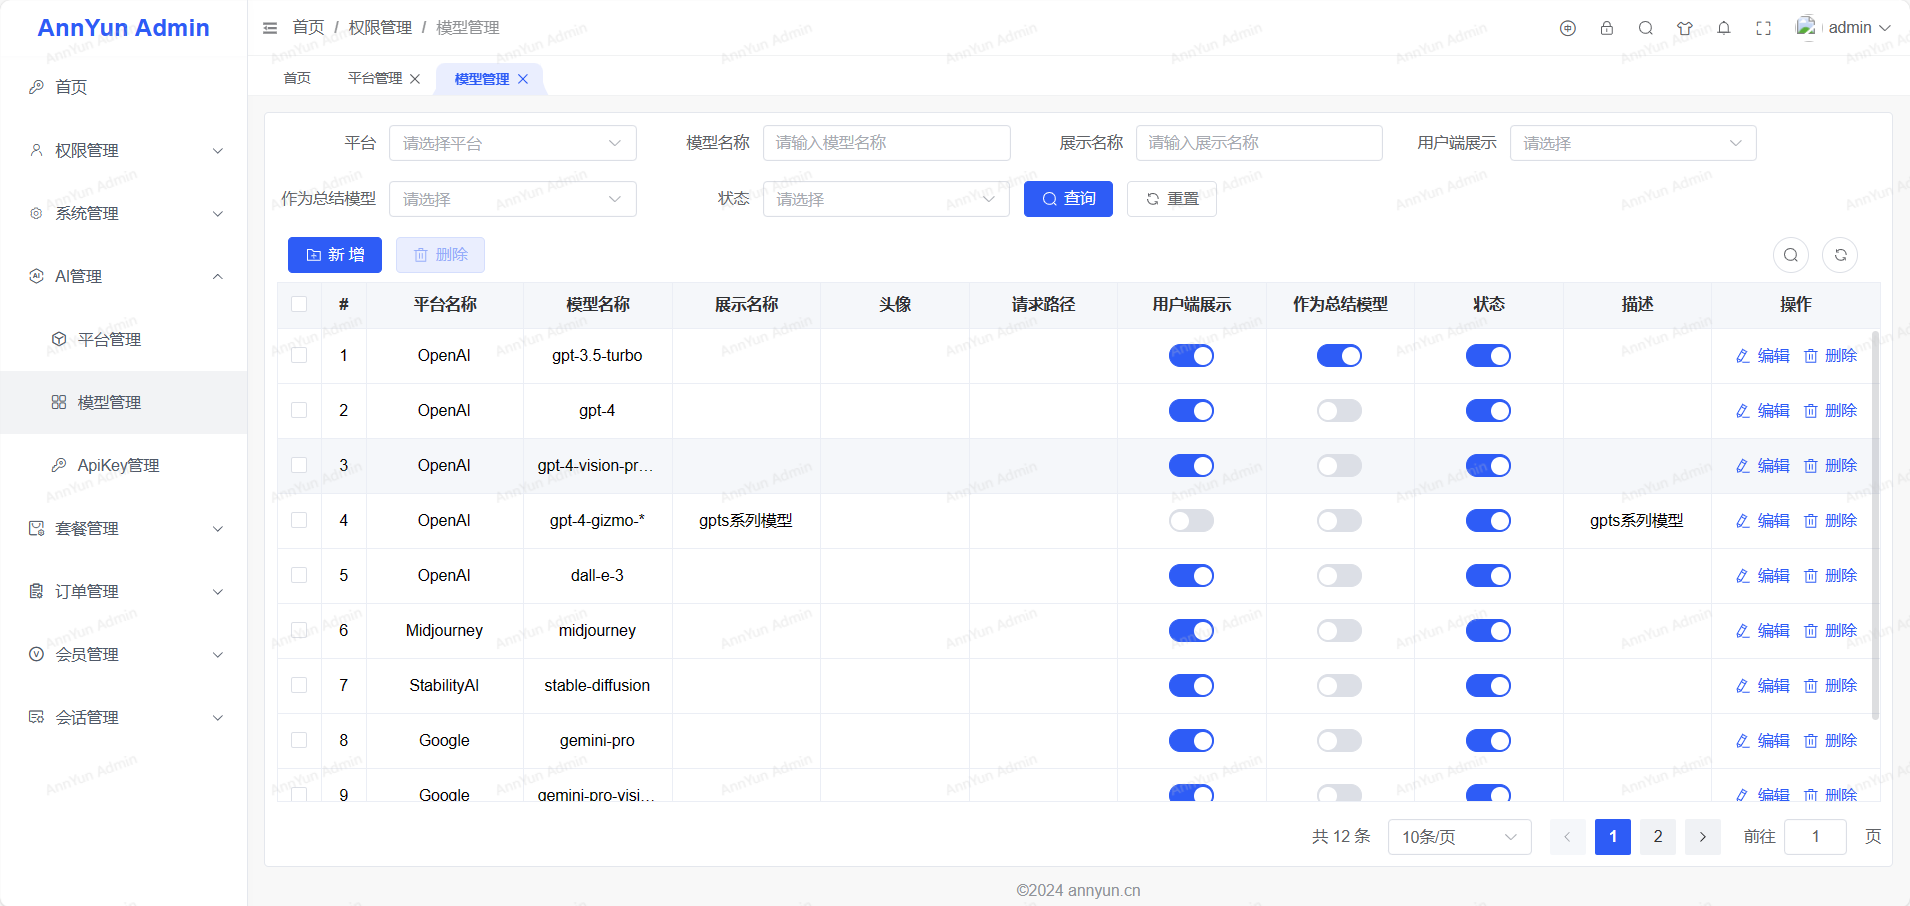 AnnYun Admin
首页 / 权限管理 / 模型管理
admin
首页
平台管理
模型管理
首页
权限管理
系统管理
AI管理
平台管理
模型管理
ApiKey管理
套餐管理
订单管理
会员管理
会话管理
平台 请选择平台 模型名称 请输入模型名称 展示名称 请输入展示名称 用户端展示 请选择
作为总结模型 请选择 状态 请选择 查询 重置
新增 删除
# 平台名称 模型名称 展示名称 头像 请求路径 用户端展示 作为总结模型 状态 描述 操作
1 OpenAI gpt-3.5-turbo 编辑 删除
2 OpenAI gpt-4 编辑 删除
3 OpenAI gpt-4-vision-pr… 编辑 删除
4 OpenAI gpt-4-gizmo-* gpts系列模型 gpts系列模型 编辑 删除
5 OpenAI dall-e-3 编辑 删除
6 Midjourney midjourney 编辑 删除
7 StabilityAI stable-diffusion 编辑 删除
8 Google gemini-pro 编辑 删除
9 Google gemini-pro-visi… 编辑 删除
共 12 条 10条/页 1 2 前往 1 页
©2024 annyun.cn